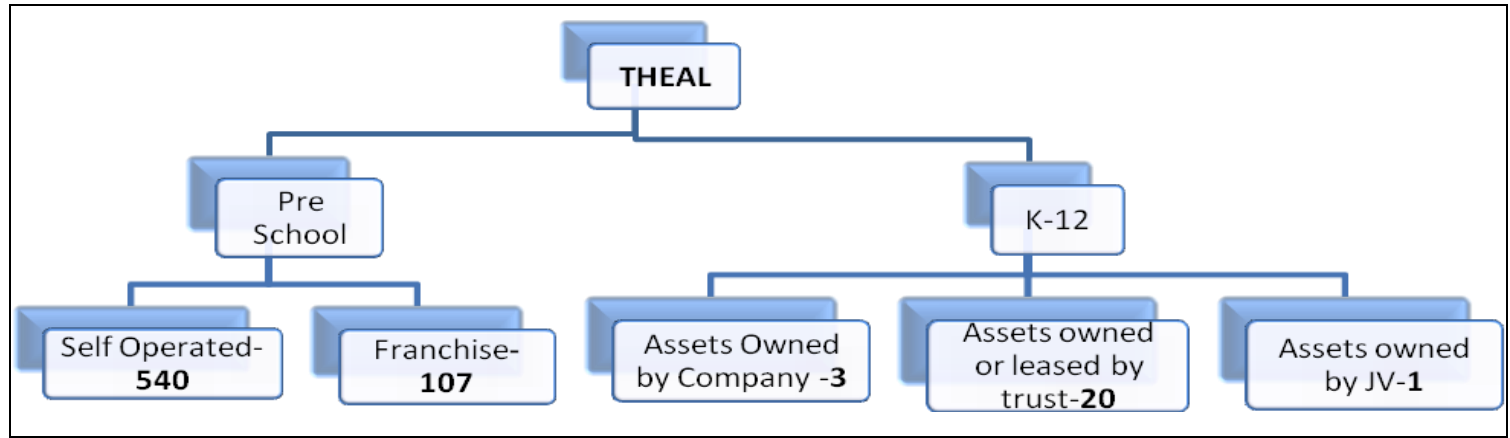 THEAL
Pre
School
K-12
Self Operated-
540
Franchise-
107
Assets Owned
by Company -3
Assets owned
or leased by
trust-20
Assets owned
by JV-1